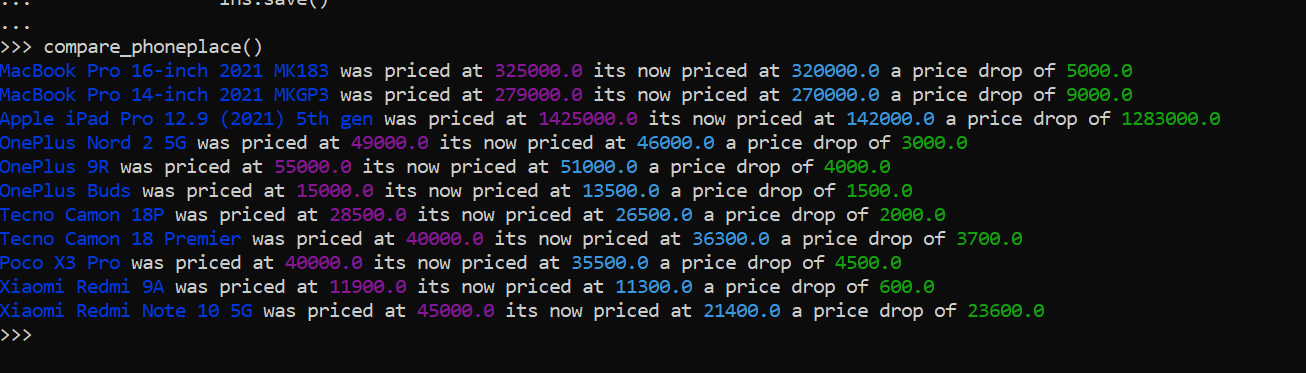 ... ins.save()
...
>>> compare_phoneplace()
MacBook Pro 16-inch 2021 MK183 was priced at 325000.0 its now priced at 320000.0 a price drop of 5000.0
MacBook Pro 14-inch 2021 MKGP3 was priced at 279000.0 its now priced at 270000.0 a price drop of 9000.0
Apple iPad Pro 12.9 (2021) 5th gen was priced at 1425000.0 its now priced at 142000.0 a price drop of 1283000.0
OnePlus Nord 2 5G was priced at 49000.0 its now priced at 46000.0 a price drop of 3000.0
OnePlus 9R was priced at 55000.0 its now priced at 51000.0 a price drop of 4000.0
OnePlus Buds was priced at 15000.0 its now priced at 13500.0 a price drop of 1500.0
Tecno Camon 18P was priced at 28500.0 its now priced at 26500.0 a price drop of 2000.0
Tecno Camon 18 Premier was priced at 40000.0 its now priced at 36300.0 a price drop of 3700.0
Poco X3 Pro was priced at 40000.0 its now priced at 35500.0 a price drop of 4500.0
Xiaomi Redmi 9A was priced at 11900.0 its now priced at 11300.0 a price drop of 600.0
Xiaomi Redmi Note 10 5G was priced at 45000.0 its now priced at 21400.0 a price drop of 23600.0
>>>